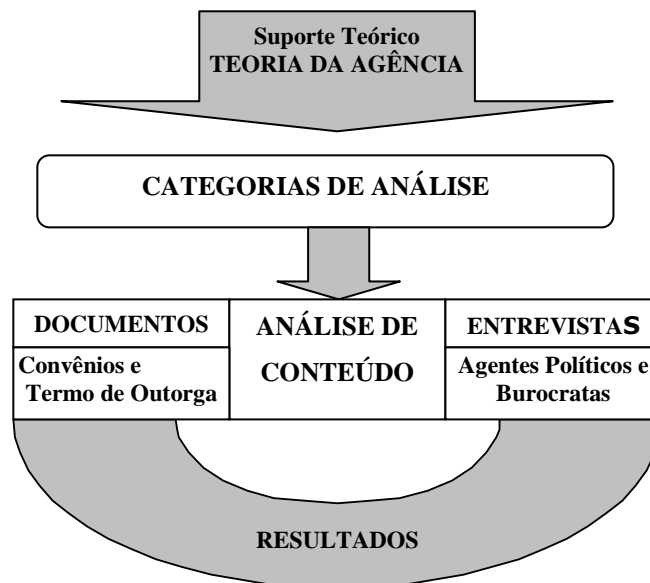 Suporte Teórico
TEORIA DA AGÊNCIA
CATEGORIAS DE ANÁLISE
DOCUMENTOS
Convênios e
Termo de Outorga
ANÁLISE DE
CONTEÚDO
ENTREVISTAS
Agentes Políticos e
Burocratas
RESULTADOS